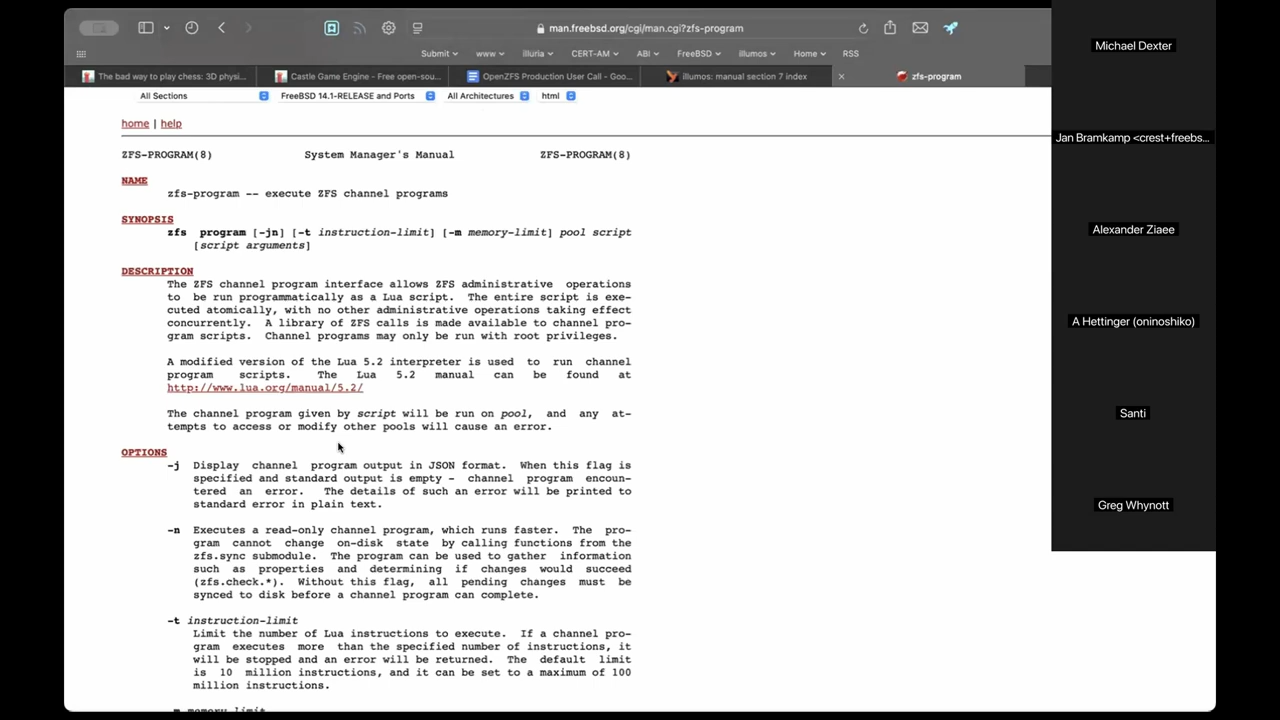 man.freebsd.org/cgi/man.cgi?zfs-program
Submit www illuria CERT-AM ABI FreeBSD illumos Home RSS
The bad way to play chess: 3D physi...
Castle Game Engine - Free open-sou...
OpenZFS Production User Call - Goo...
illumos: manual section 7 index
zfs-program
All Sections FreeBSD 14.1-RELEASE and Ports All Architectures html
home | help
ZFS-PROGRAM(8) System Manager's Manual ZFS-PROGRAM(8)
NAME
zfs-program -- execute ZFS channel programs
SYNOPSIS
zfs program [-jn] [-t instruction-limit] [-m memory-limit] pool script
[script arguments]
DESCRIPTION
The ZFS channel program interface allows ZFS administrative operations
to be run programmatically as a Lua script. The entire script is exe-
cuted atomically, with no other administrative operations taking effect
concurrently. A library of ZFS calls is made available to channel pro-
gram scripts. Channel programs may only be run with root privileges.
A modified version of the Lua 5.2 interpreter is used to run channel
program scripts. The Lua 5.2 manual can be found at
http://www.lua.org/manual/5.2/
The channel program given by script will be run on pool, and any at-
tempts to access or modify other pools will cause an error.
OPTIONS
-j Display channel program output in JSON format. When this flag is
specified and standard output is empty - channel program encoun-
tered an error. The details of such an error will be printed to
standard error in plain text.
-n Executes a read-only channel program, which runs faster. The pro-
gram cannot change on-disk state by calling functions from the
zfs.sync submodule. The program can be used to gather information
such as properties and determining if changes would succeed
(zfs.check.*). Without this flag, all pending changes must be
synced to disk before a channel program can complete.
-t instruction-limit
Limit the number of Lua instructions to execute. If a channel pro-
gram executes more than the specified number of instructions, it
will be stopped and an error will be returned. The default limit
is 10 million instructions, and it can be set to a maximum of 100
million instructions.
-m memory-limit
Michael Dexter
Jan Bramkamp <crest+freebs...
Alexander Ziaee
A Hettinger (oninoshiko)
Santi
Greg Whynott